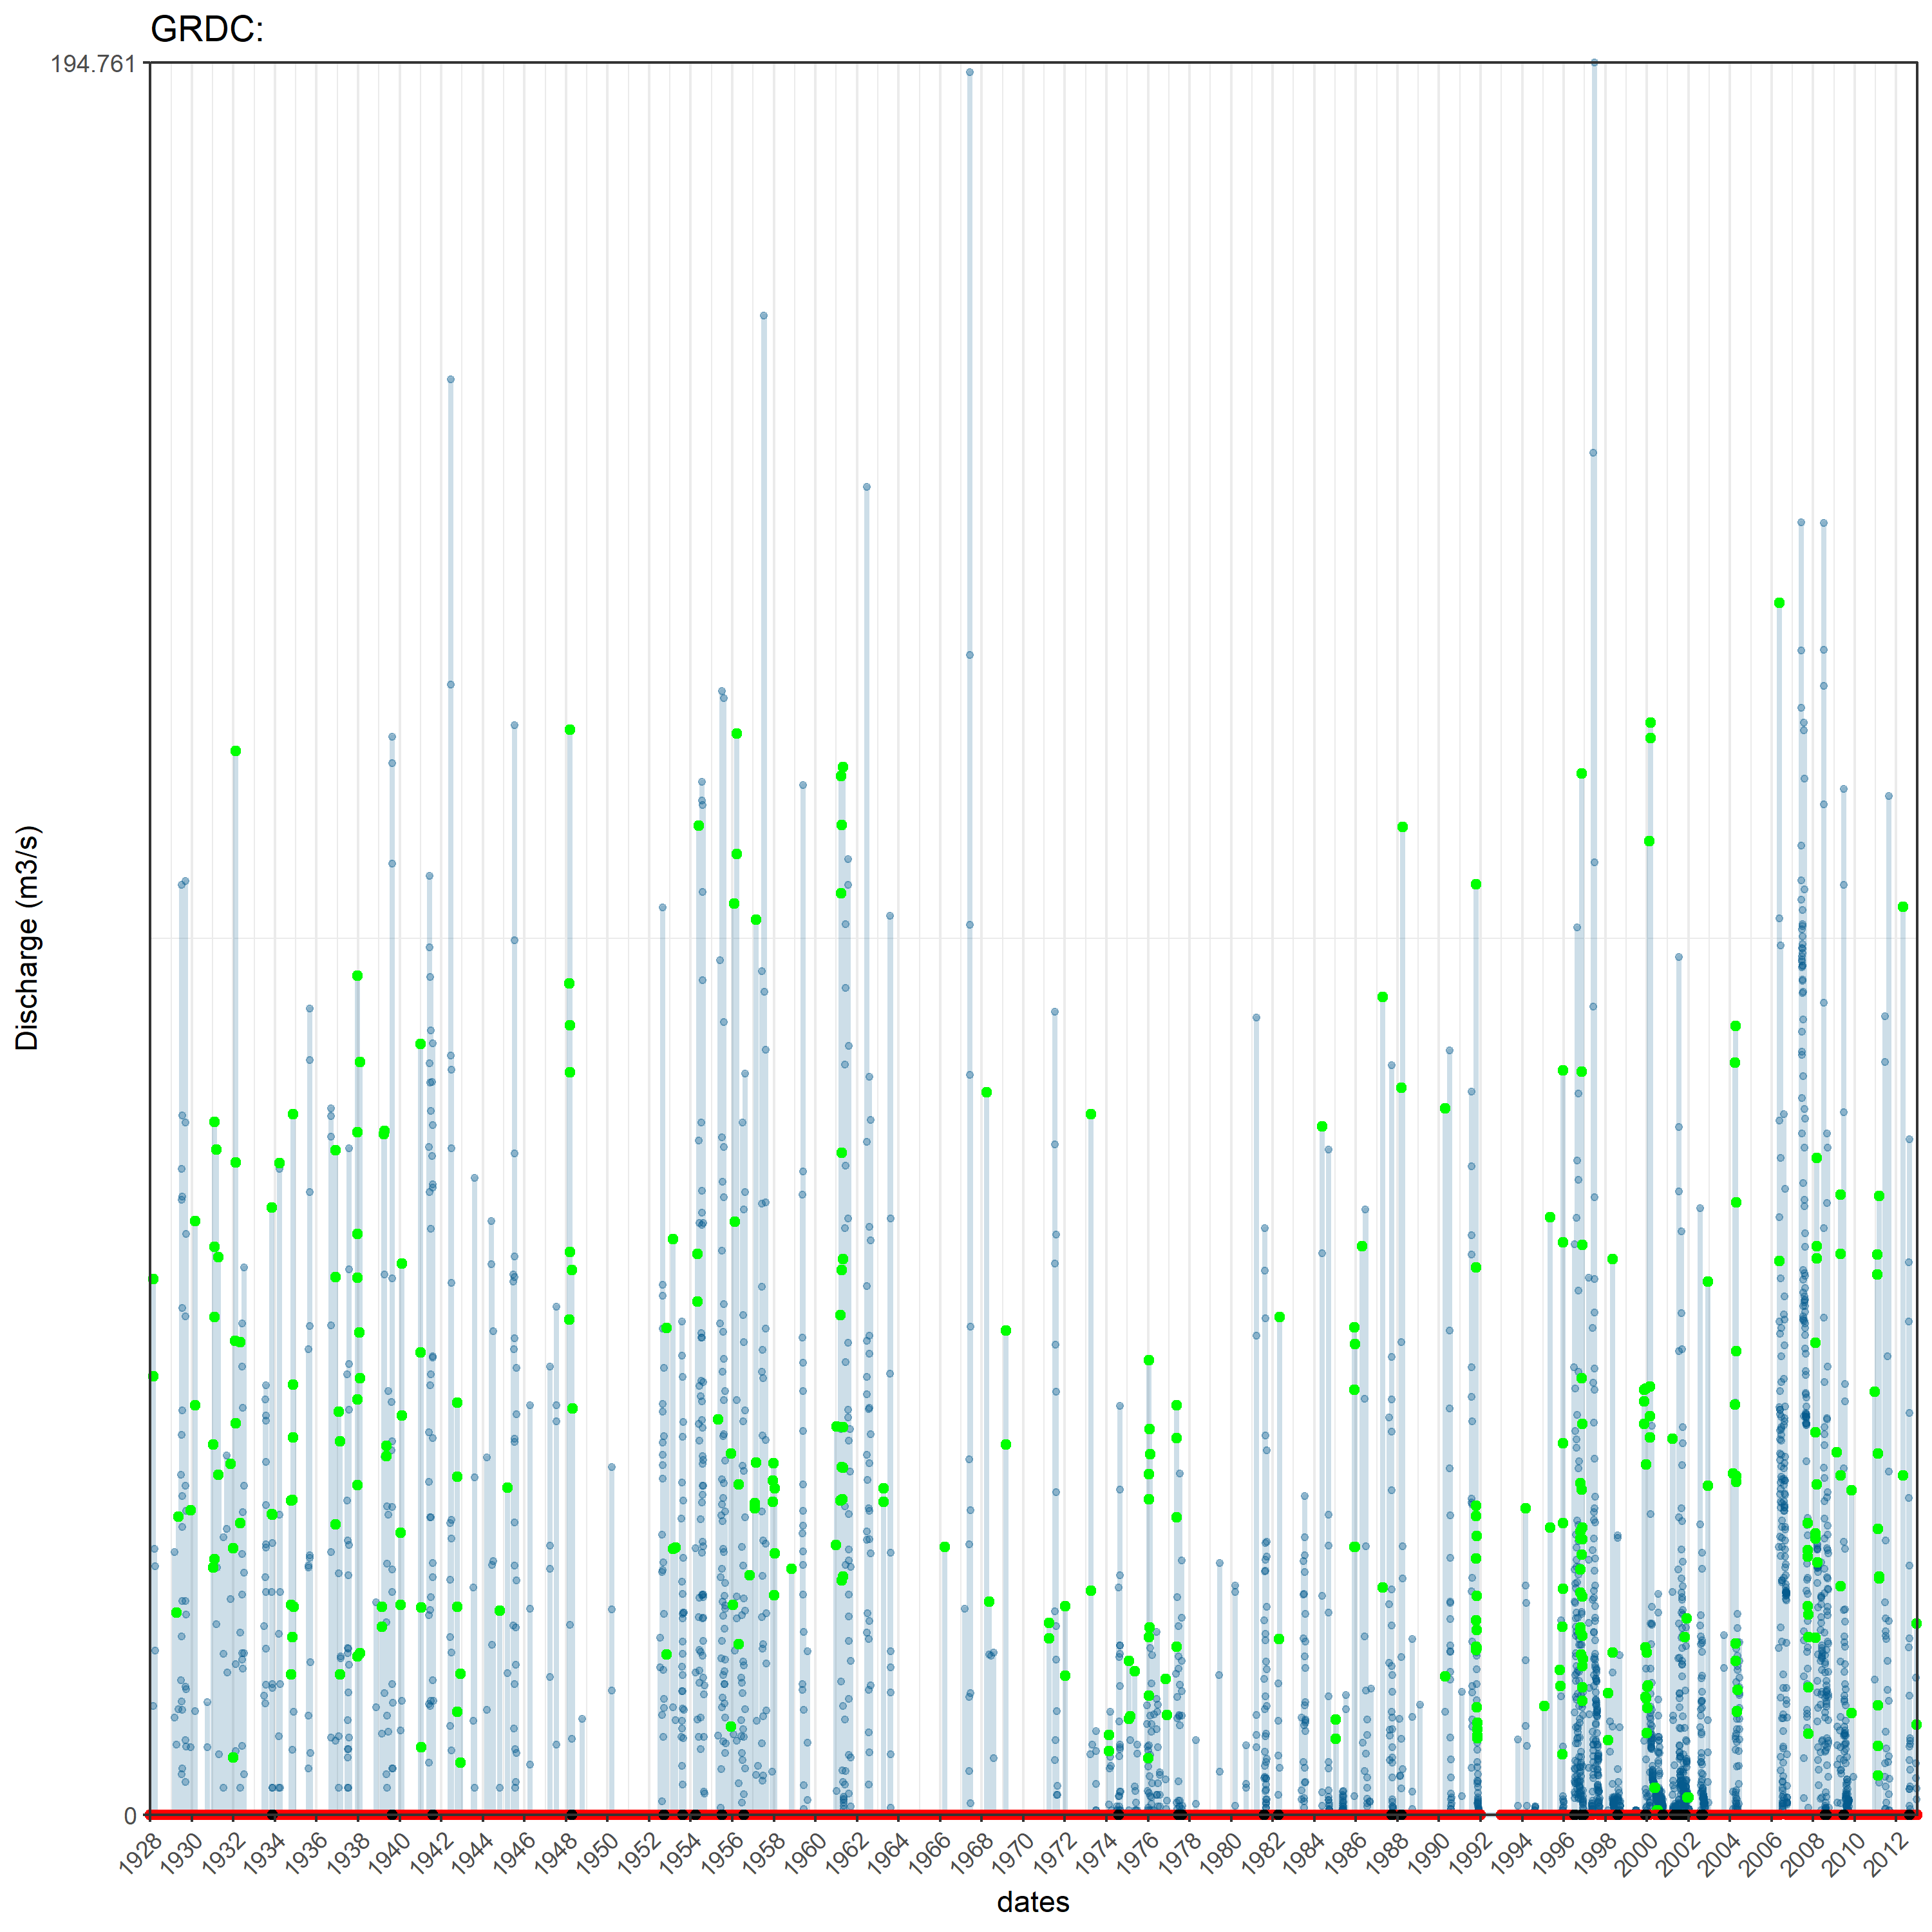 GRDC:
194.761
Discharge (m3/s)
0
1928 1930 1932 1934 1936 1938 1940 1942 1944 1946 1948 1950 1952 1954 1956 1958 1960 1962 1964 1966 1968 1970 1972 1974 1976 1978 1980 1982 1984 1986 1988 1990 1992 1994 1996 1998 2000 2002 2004 2006 2008 2010 2012
dates